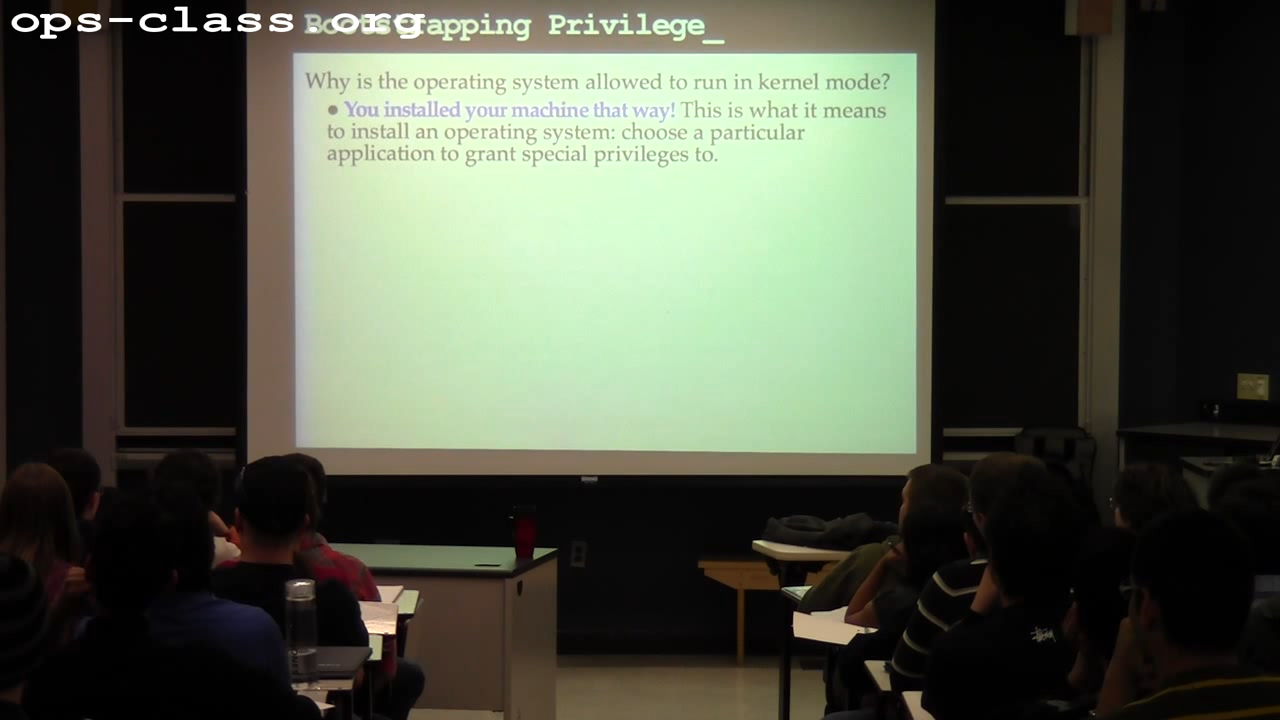 ops-class.org
Bootstrapping Privilege_
Why is the operating system allowed to run in kernel mode?
● You installed your machine that way! This is what it means
to install an operating system: choose a particular
application to grant special privileges to.